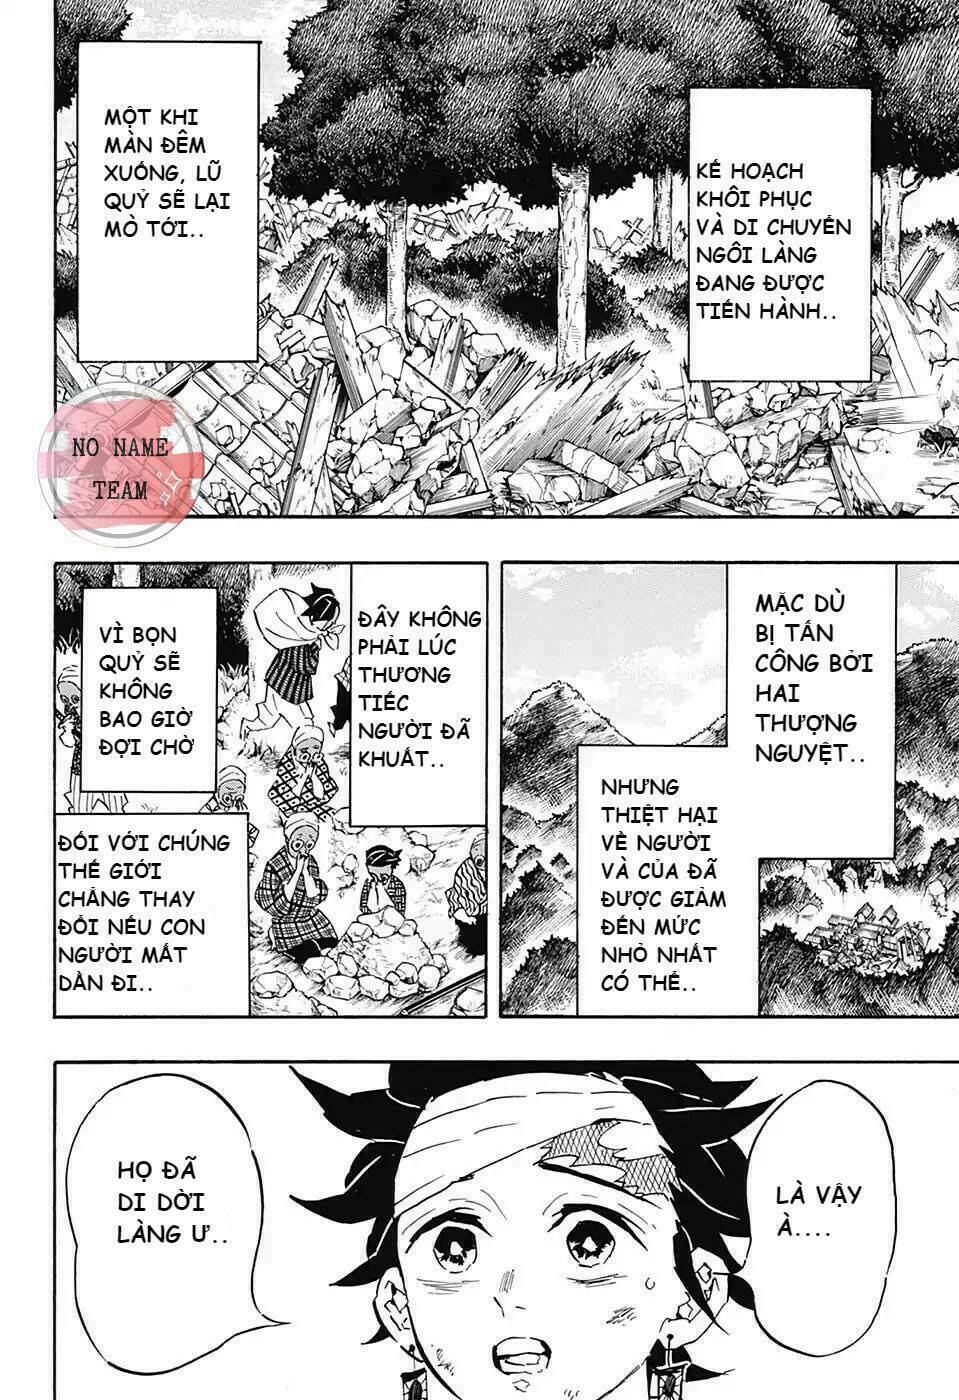 KẾ HOẠCH
KHÔI PHỤC
VÀ DI CHUYỂN
NGÔI LÀNG
ĐANG ĐƯỢC
TIẾN HÀNH..
MỘT KHI
MÀN ĐÊM
XUỐNG, LŨ
QUỶ SẼ LẠI
MÒ TỚI..
NO NAME
TEAM
MẶC DÙ
BỊ TẤN
CÔNG BỞI
HAI
THƯỢNG
NGUYỆT..
NHƯNG
THIỆT HẠI
VỀ NGƯỜI
VÀ CỦA ĐÃ
ĐƯỢC GIẢM
ĐẾN MỨC
NHỎ NHẤT
CÓ THỂ..
ĐÂY KHÔNG
PHẢI LÚC
THƯƠNG
TIẾC
NGƯỜI ĐÃ
KHUẤT..
VÌ BỌN
QUỶ SẼ
KHÔNG
BAO GIỜ
ĐỢI CHỜ
ĐỐI VỚI CHÚNG
THẾ GIỚI
CHẲNG THAY
ĐỔI NẾU CON
NGƯỜI MẤT
DẦN ĐI..
LÀ VẬY
À....
HỌ ĐÃ
DI DỜI
LÀNG Ư..